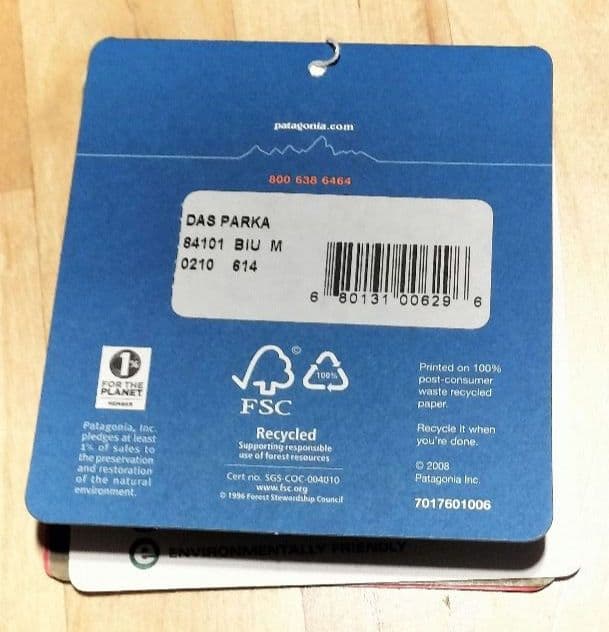 patagonia.com
800 638 6464
DAS PARKA
84101 BIU M
0210 614
6 80131 00629 6
1%
FOR THE
PLANET
MEMBER
Patagonia, Inc.
pledges at least
1% of sales to
the preservation
and restoration
of the natural
environment.
©
100%
FSC
Recycled
Supporting responsible
use of forest resources
Cert no. SGS-COC-004010
www.fsc.org
© 1996 Forest Stewardship Council
Printed on 100%
post-consumer
waste recycled
paper.
Recycle it when
you're done.
© 2008
Patagonia Inc.
7017601006
e ENVIRONMENTALLY FRIENDLY